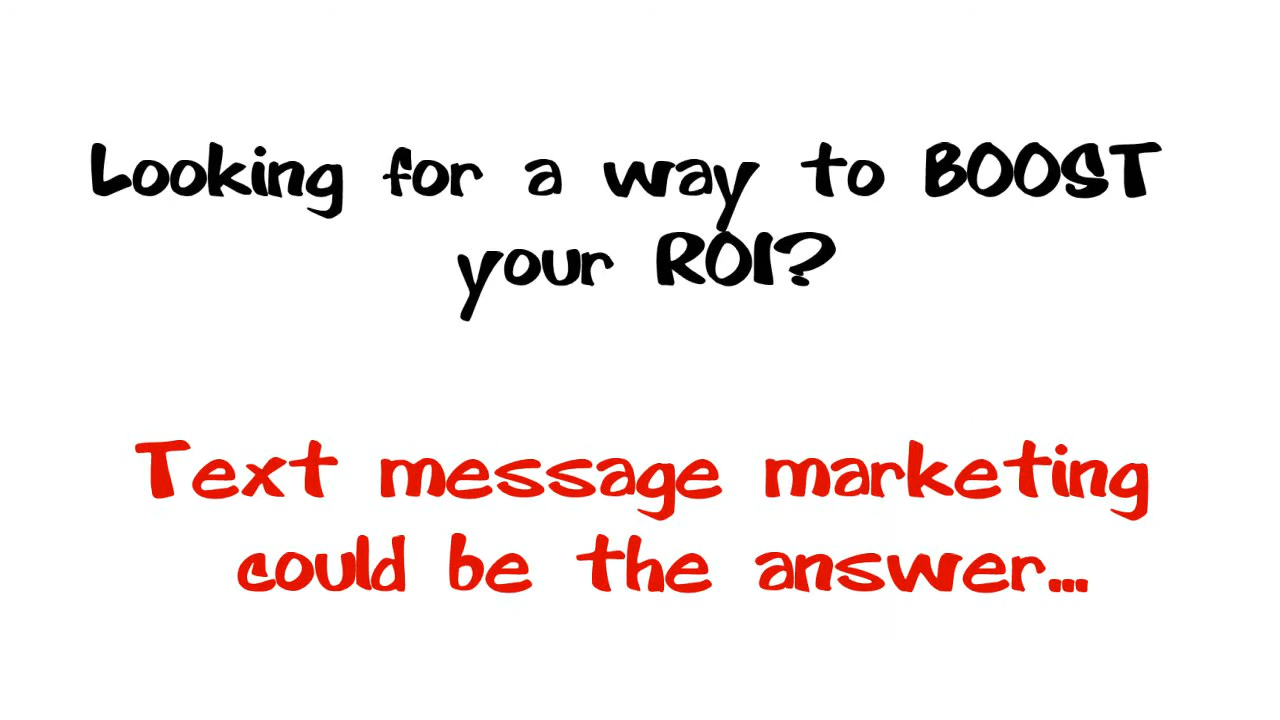 Looking for a way to BOOST
your ROI?
Text message marketing
could be the answer...